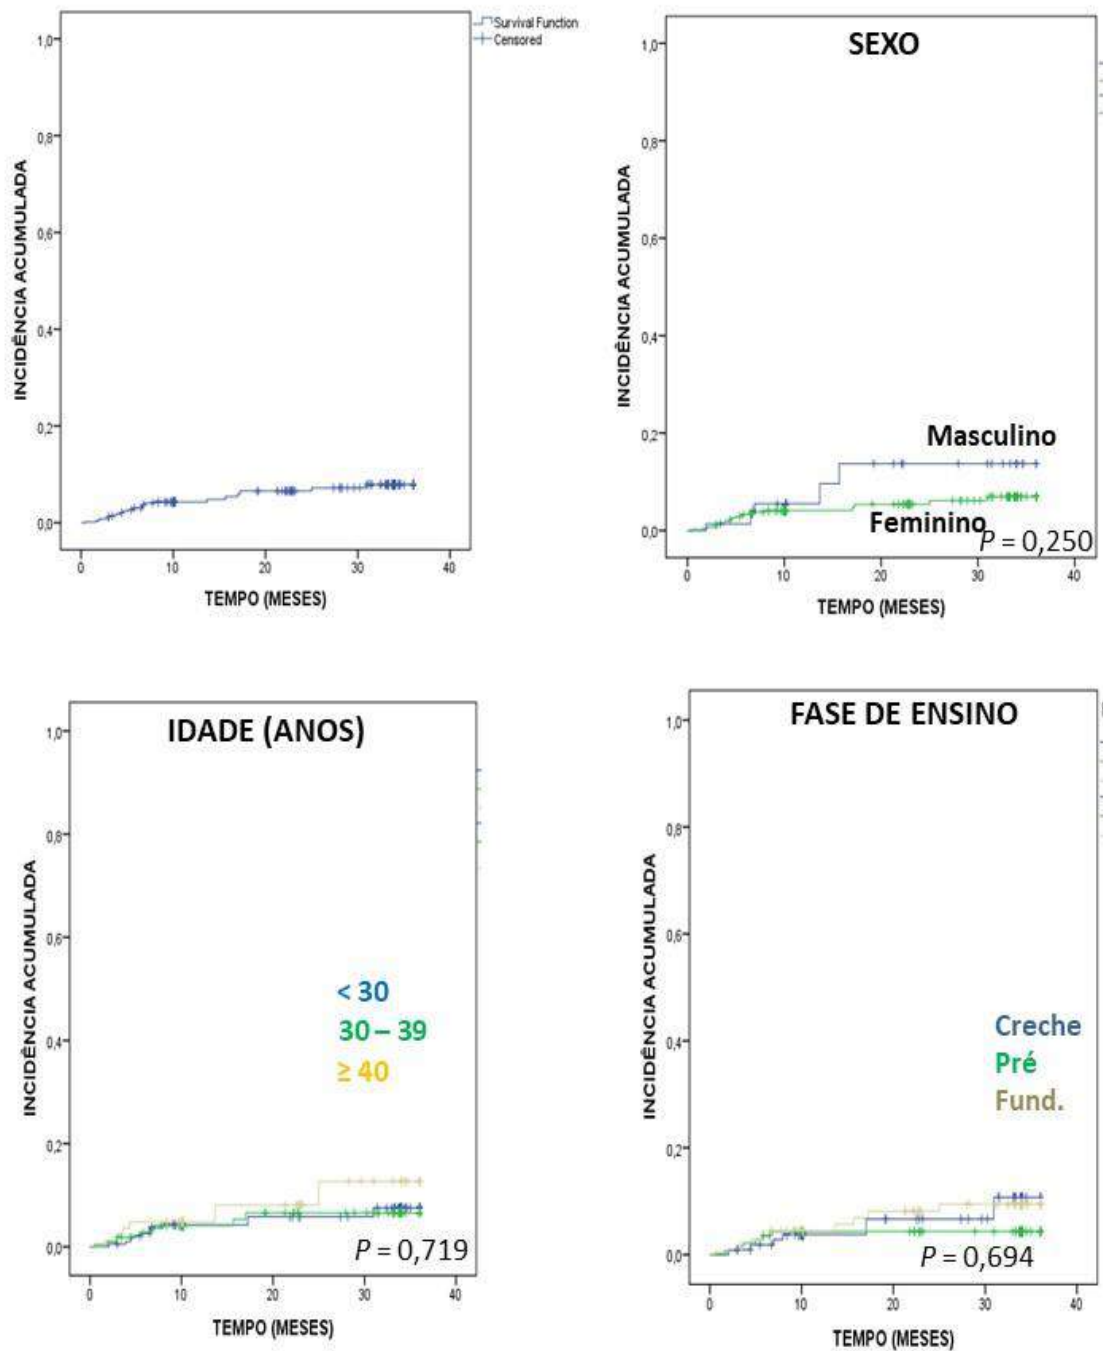 Survival Function
Censored
INCIDÊNCIA ACUMULADA
1,0
0,8
0,6
0,4
0,2
0,0
0
10
20
30
40
TEMPO (MESES)
SEXO
INCIDÊNCIA ACUMULADA
1,0
0,8
0,6
0,4
0,2
0,0
Masculino
Feminino
P = 0,250
0
10
20
30
40
TEMPO (MESES)
IDADE (ANOS)
INCIDÊNCIA ACUMULADA
1,0
0,8
0,6
0,4
0,2
0,0
< 30
30 – 39
≥ 40
P = 0,719
0
10
20
30
40
TEMPO (MESES)
FASE DE ENSINO
INCIDÊNCIA ACUMULADA
1,0
0,8
0,6
0,4
0,2
0,0
Creche
Pré
Fund.
P = 0,694
0
10
20
30
40
TEMPO (MESES)